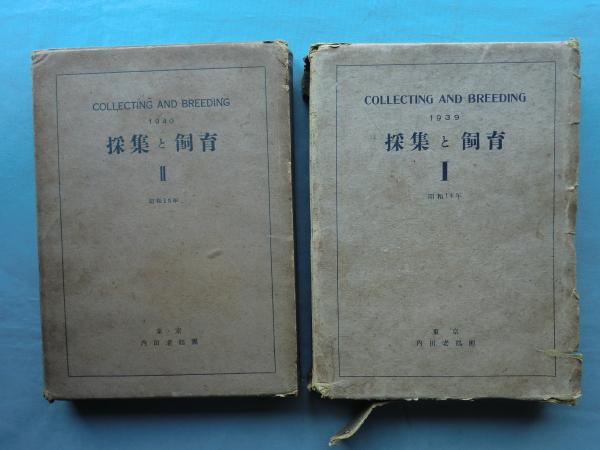 COLLECTING AND BREEDING
1940
採集と飼育
II
昭和15年
東京
内田老鶴圃
COLLECTING AND BREEDING
1939
採集と飼育
I
昭和14年
東京
内田老鶴圃